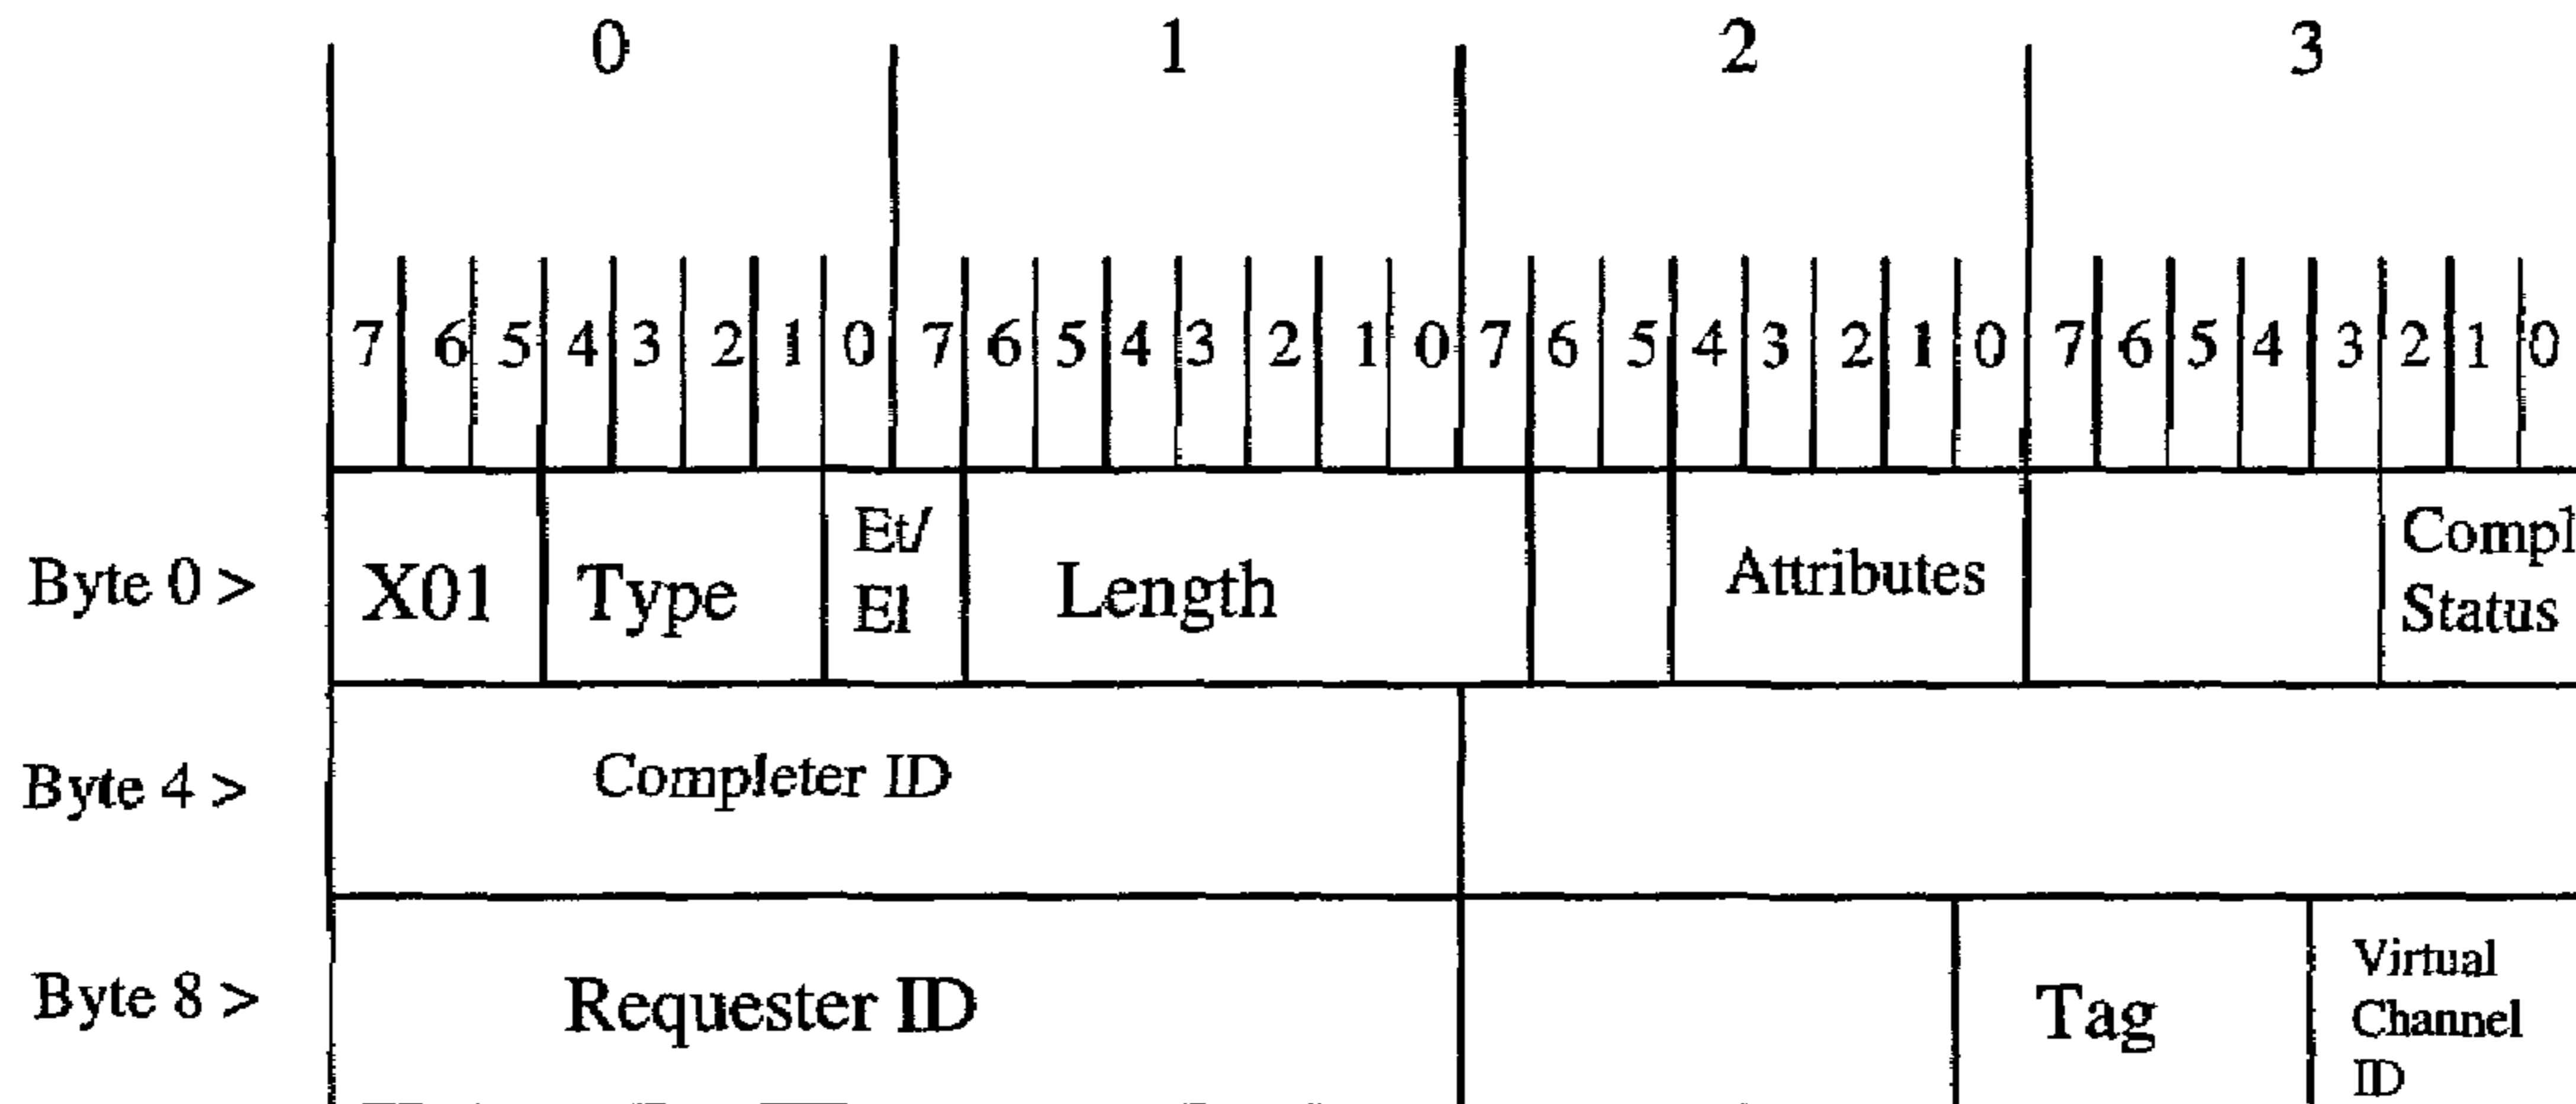 0 1 2 3
7 6 5 4 3 2 1 0 7 6 5 4 3 2 1 0 7 6 5 4 3 2 1 0 7 6 5 4 3 2 1 0
Byte 0 > X01 Type Et/ El Length Attributes Compl Status
Byte 4 > Completer ID
Byte 8 > Requester ID Tag Virtual Channel ID